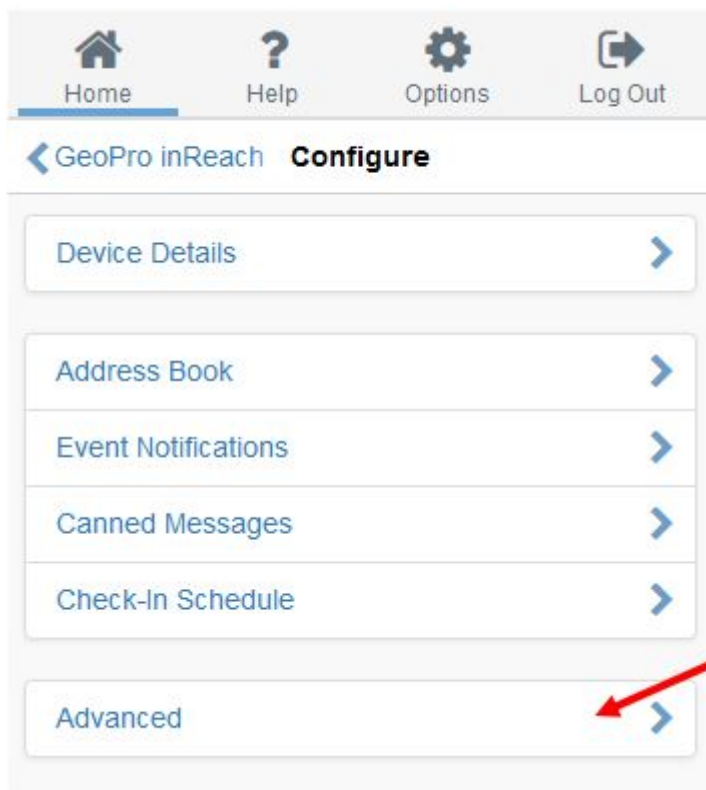 Home Help Options Log Out
GeoPro inReach Configure
Device Details
Address Book
Event Notifications
Canned Messages
Check-In Schedule
Advanced